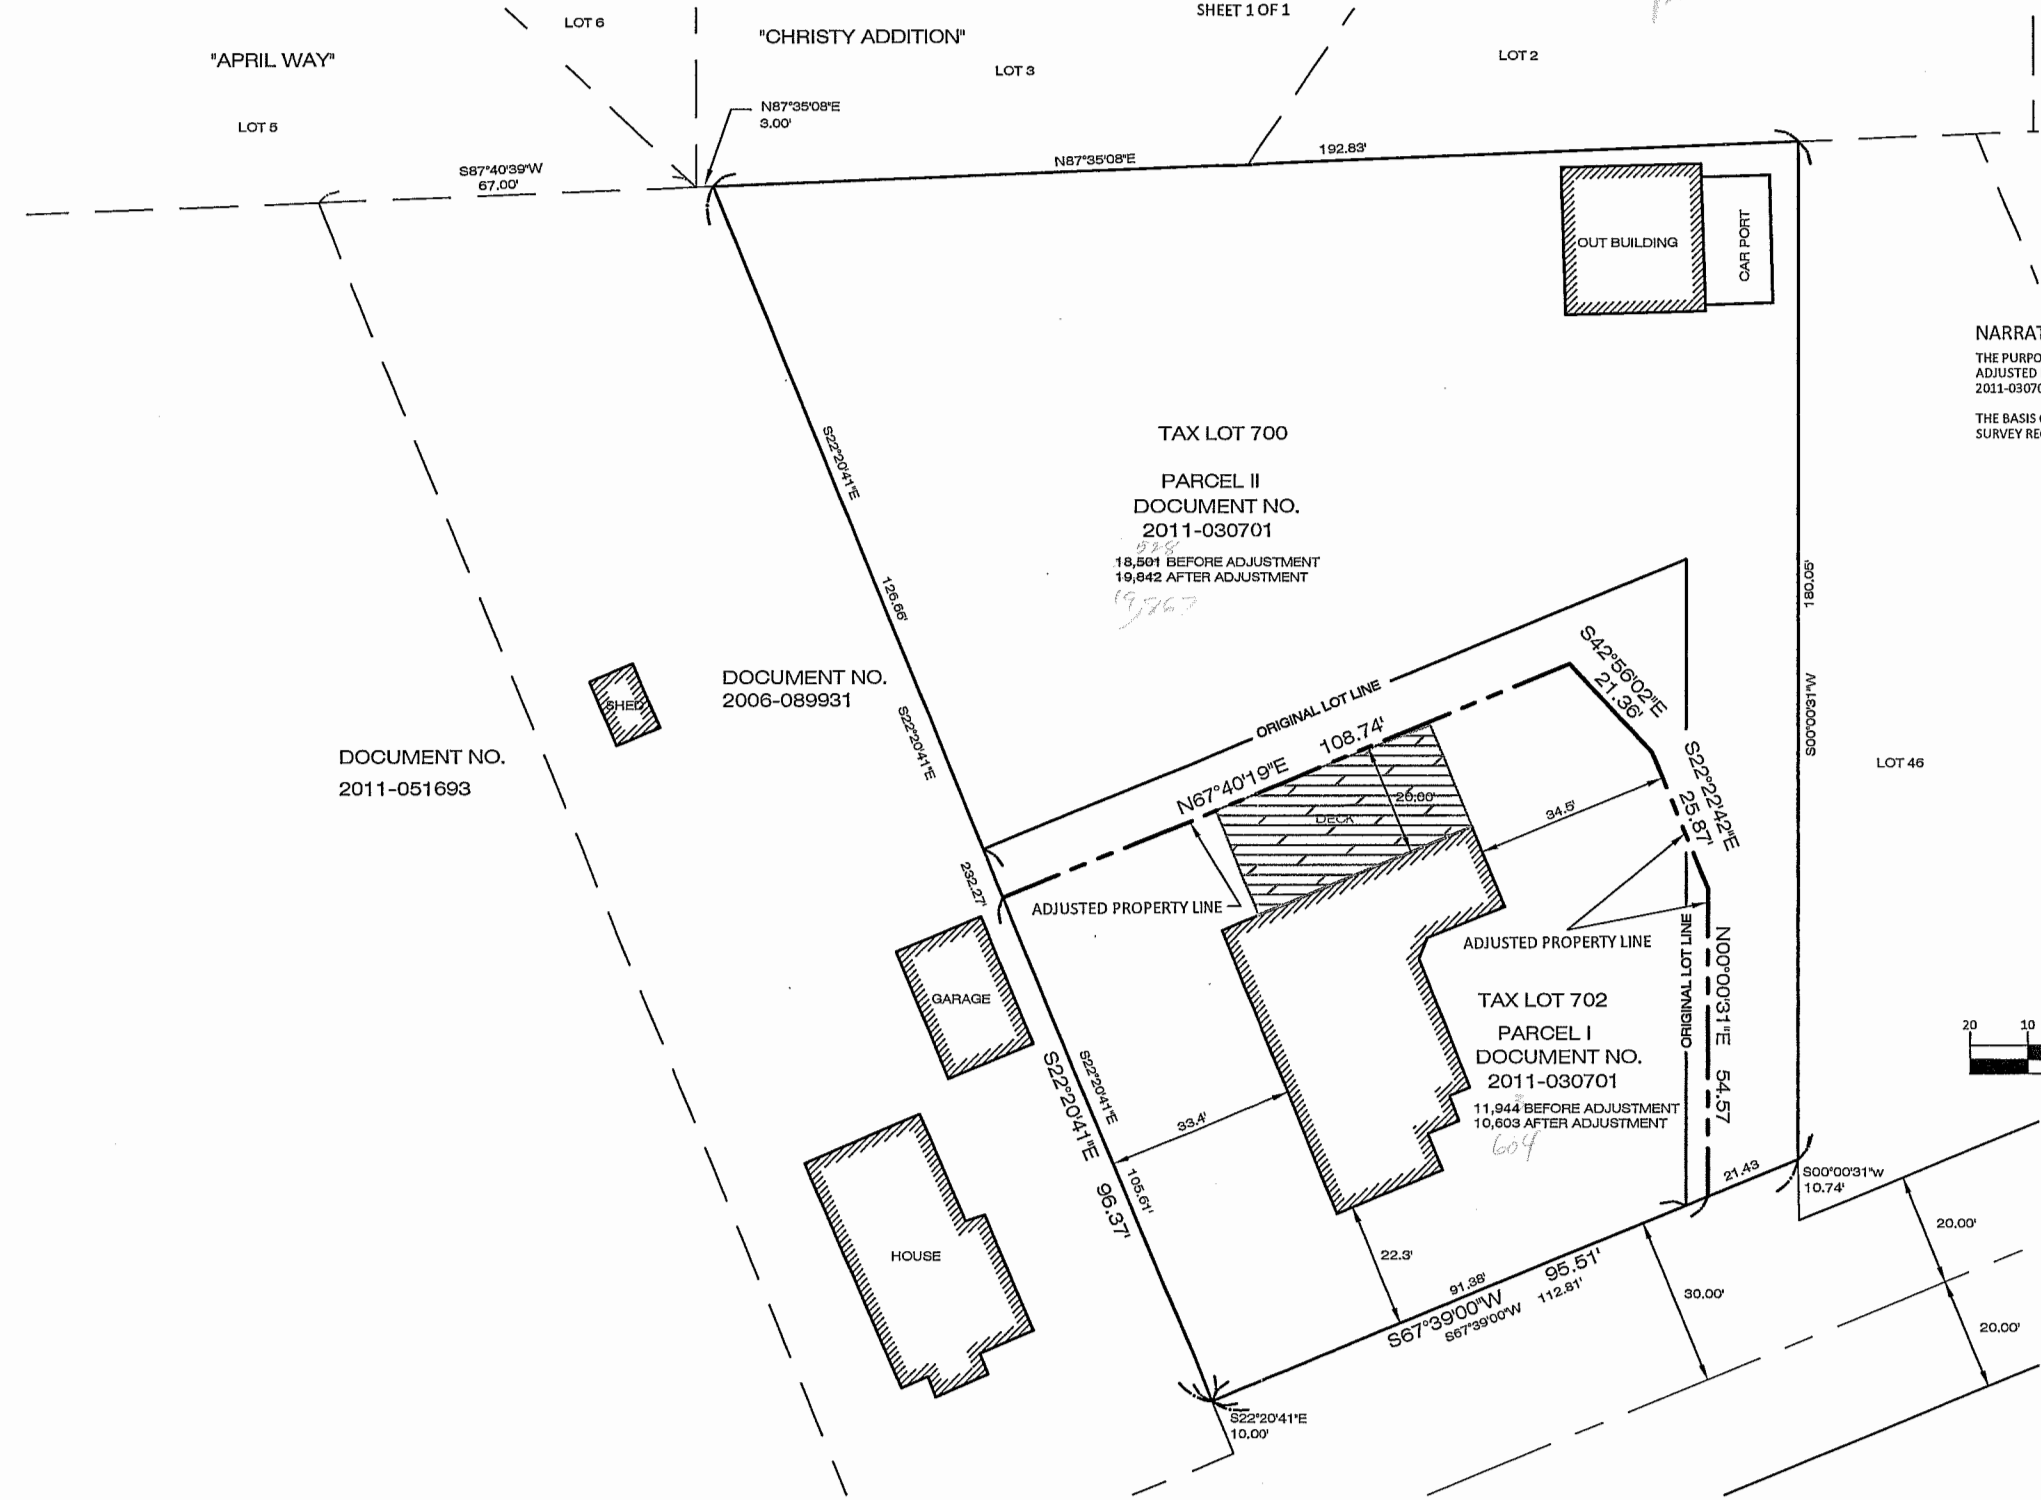 SHEET 1 OF 1
LOT 6
"CHRISTY ADDITION"
"APRIL WAY"
LOT 3
LOT 2
LOT 5
N87°35'08"E
3.00'
S87°40'39"W
67.00'
N87°35'08"E
192.83'
OUT BUILDING
CAR PORT
NARRAT
THE PURPO
ADJUSTED
2011-0307
THE BASIS
SURVEY RE
S22°20'41"E
126.66'
TAX LOT 700
PARCEL II
DOCUMENT NO.
2011-030701
528
18,501 BEFORE ADJUSTMENT
19,842 AFTER ADJUSTMENT
19,867
180.05'
S00°00'31"W
SHED
DOCUMENT NO.
2006-089931
S22°20'41"E
232.27'
DOCUMENT NO.
2011-051693
ORIGINAL LOT LINE
N67°40'19"E 108.74'
S42°56'02"E
21.36'
S22°22'42"E
25.87'
LOT 46
DECK
20.00'
34.5'
ADJUSTED PROPERTY LINE
ADJUSTED PROPERTY LINE
ORIGINAL LOT LINE
N00°00'31"E 54.57
GARAGE
TAX LOT 702
PARCEL I
DOCUMENT NO.
2011-030701
11,944 BEFORE ADJUSTMENT
10,603 AFTER ADJUSTMENT
604
20 10
S22°20'41"E
105.61'
S22°20'41"E 96.37'
33.4'
HOUSE
22.3'
21.43
S00°00'31"W
10.74'
91.38'
95.51'
S67°39'00"W
S67°39'00"W 112.81'
30.00'
20.00'
20.00'
S22°20'41"E
10.00'